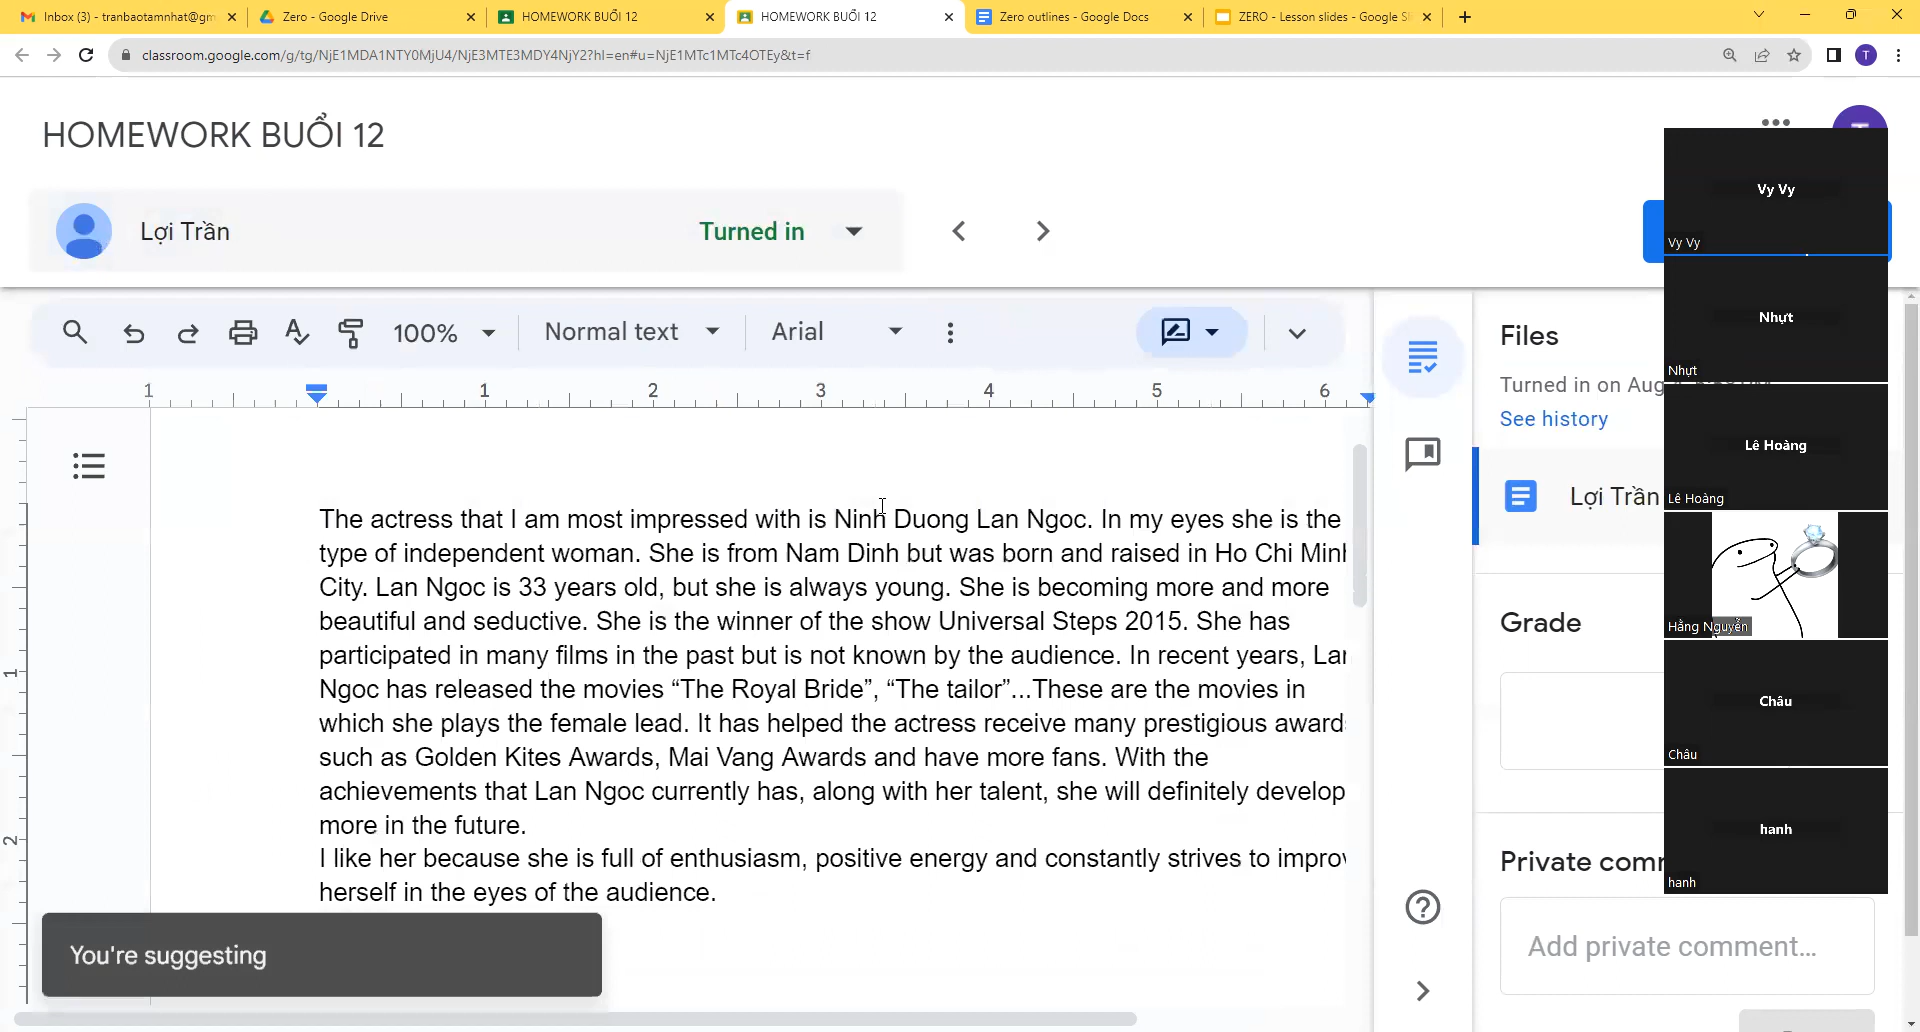 Inbox (3) - tranbaotamnhat@gm
Zero - Google Drive
HOMEWORK BUỔI 12
HOMEWORK BUỔI 12
Zero outlines - Google Docs
ZERO - Lesson slides - Google Sl
classroom.google.com/g/tg/NjE1MDA1NTY0MjU4/NjE3MTE3MDY4NjY2?hl=en#u=NjE1MTc1MTc4OTEy&t=f
T
HOMEWORK BUỔI 12
Lợi Trần
Turned in
100%
Normal text
Arial
1 1 2 3 4 5 6
The actress that I am most impressed with is Ninh Duong Lan Ngoc. In my eyes she is the
type of independent woman. She is from Nam Dinh but was born and raised in Ho Chi Minh
City. Lan Ngoc is 33 years old, but she is always young. She is becoming more and more
beautiful and seductive. She is the winner of the show Universal Steps 2015. She has
participated in many films in the past but is not known by the audience. In recent years, Lan
Ngoc has released the movies “The Royal Bride”, “The tailor”...These are the movies in
which she plays the female lead. It has helped the actress receive many prestigious award
such as Golden Kites Awards, Mai Vang Awards and have more fans. With the
achievements that Lan Ngoc currently has, along with her talent, she will definitely develop
more in the future.
I like her because she is full of enthusiasm, positive energy and constantly strives to improv
herself in the eyes of the audience.
1
2
You're suggesting
Files
Turned in on Aug
See history
Lợi Trần
Grade
Private comm
Add private comment...
Vy Vy
Vy Vy
Nhựt
Nhựt
Lê Hoàng
Lê Hoàng
Hằng Nguyễn
Châu
Châu
hanh
hanh